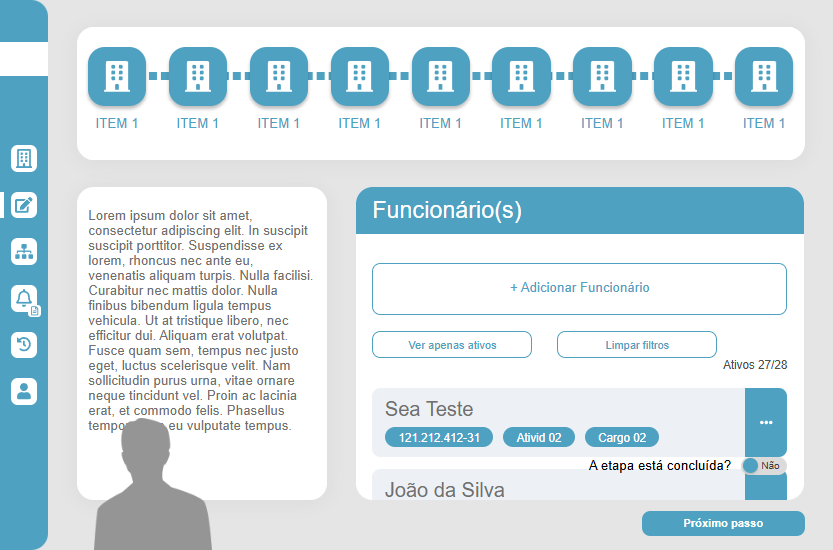 ITEM 1 ITEM 1 ITEM 1 ITEM 1 ITEM 1 ITEM 1 ITEM 1 ITEM 1 ITEM 1
Lorem ipsum dolor sit amet,
consectetur adipiscing elit. In suscipit
suscipit porttitor. Suspendisse ex
lorem, rhoncus nec ante eu,
venenatis aliquam turpis. Nulla facilisi.
Curabitur nec mattis dolor. Nulla
finibus bibendum ligula tempus
vehicula. Ut at tristique libero, nec
efficitur dui. Aliquam erat volutpat.
Fusce quam sem, tempus nec justo
eget, luctus scelerisque velit. Nam
sollicitudin purus urna, vitae ornare
neque tincidunt vel. Proin ac lacinia
erat, et commodo felis. Phasellus
eu vulputate tempus.
Funcionário(s)
+ Adicionar Funcionário
Ver apenas ativos Limpar filtros
Ativos 27/28
Sea Teste
121.212.412-31 Ativid 02 Cargo 02
A etapa está concluída? Não
João da Silva
Próximo passo